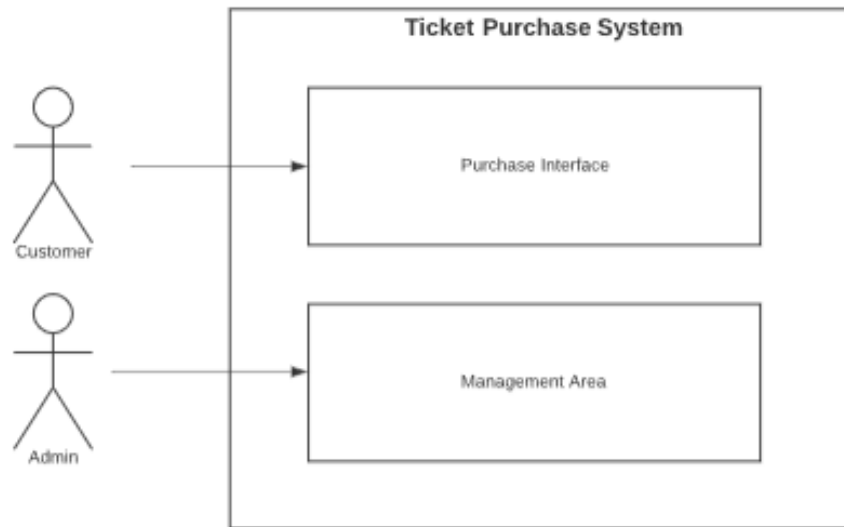 Ticket Purchase System
Purchase Interface
Customer
Management Area
Admin